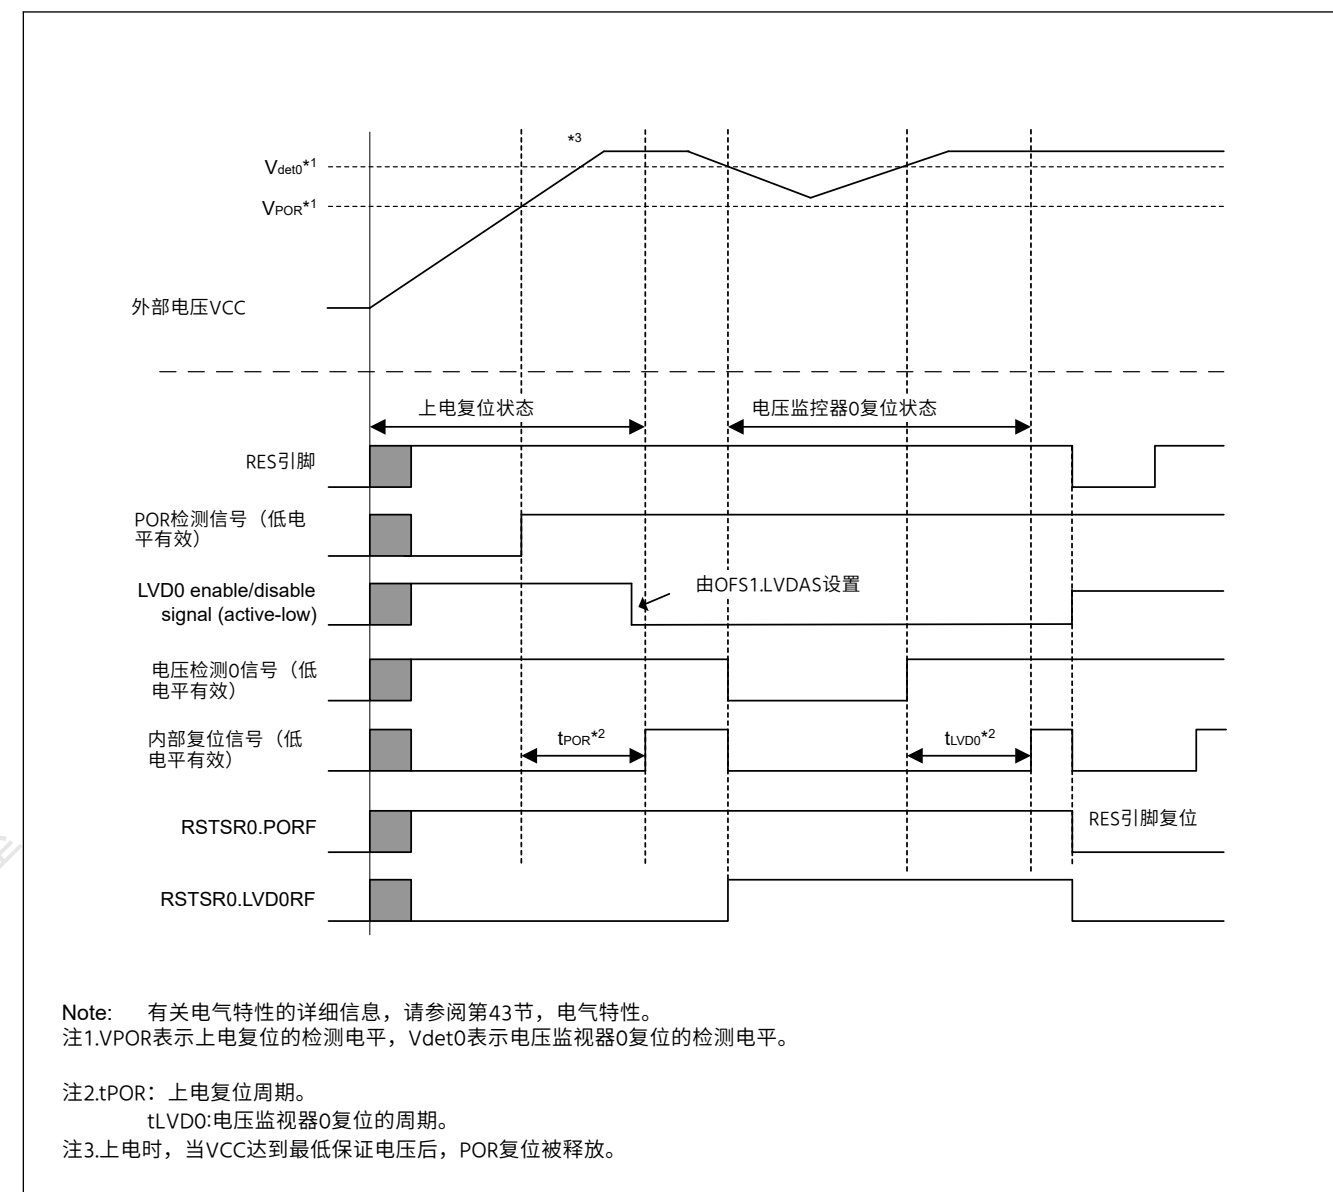 *3
Vdet0*1
VPOR*1
外部电压VCC
上电复位状态
电压监控器0复位状态
RES引脚
POR检测信号（低电
平有效）
LVD0 enable/disable
signal (active-low)
由OFS1.LVDAS设置
电压检测0信号（低
电平有效）
内部复位信号（低
电平有效）
tPOR*2
tLVD0*2
RSTSR0.PORF
RES引脚复位
RSTSR0.LVD0RF
Note: 有关电气特性的详细信息，请参阅第43节，电气特性。
注1.VPOR表示上电复位的检测电平，Vdet0表示电压监视器0复位的检测电平。
注2.tPOR：上电复位周期。
tLVD0:电压监视器0复位的周期。
注3.上电时，当VCC达到最低保证电压后，POR复位被释放。